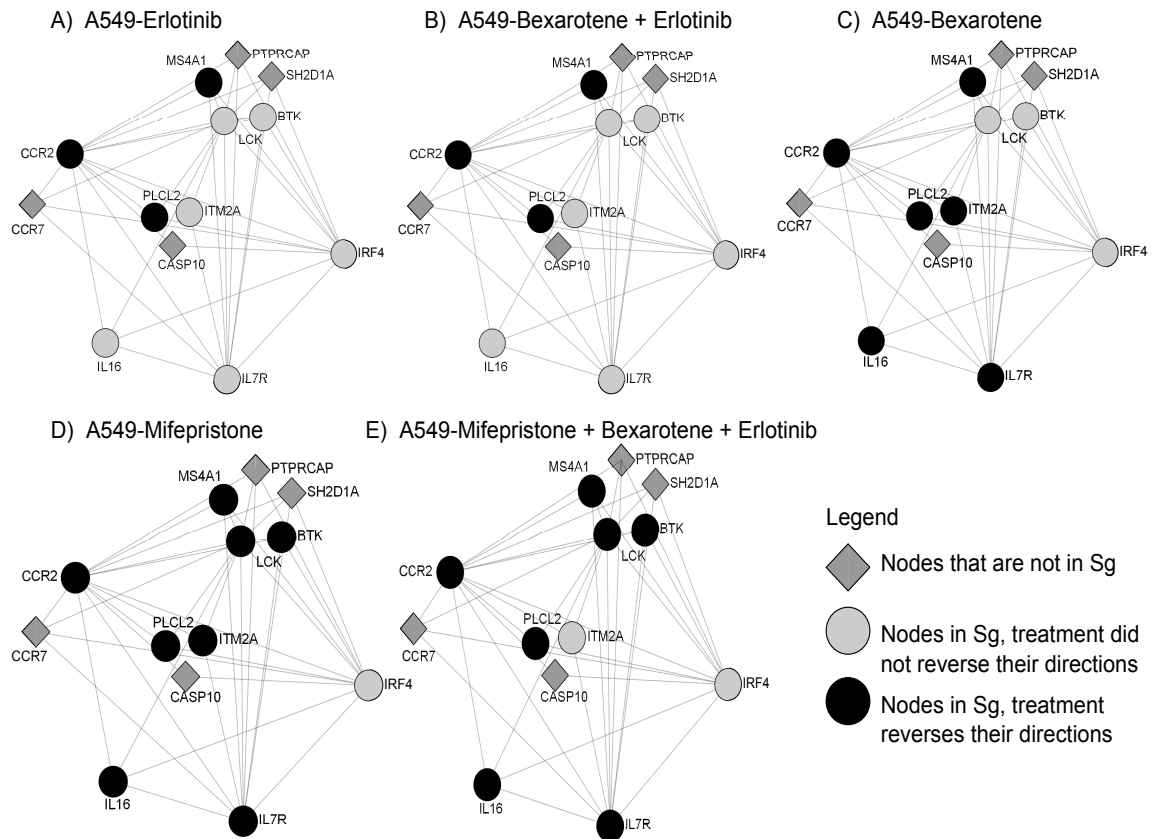 A) A549-Erlotinib
B) A549-Bexarotene + Erlotinib
C) A549-Bexarotene
PTPRCAP
MS4A1
SH2D1A
BTK
LCK
CCR2
PLCL2
ITM2A
CCR7
CASP10
IRF4
IL16
IL7R
PTPRCAP
MS4A1
SH2D1A
BTK
LCK
CCR2
PLCL2
ITM2A
CCR7
CASP10
IRF4
IL16
IL7R
PTPRCAP
MS4A1
SH2D1A
BTK
LCK
CCR2
PLCL2
ITM2A
CCR7
CASP10
IRF4
IL16
IL7R
D) A549-Mifepristone
E) A549-Mifepristone + Bexarotene + Erlotinib
PTPRCAP
MS4A1
SH2D1A
BTK
LCK
CCR2
PLCL2
ITM2A
CCR7
CASP10
IRF4
IL16
IL7R
PTPRCAP
MS4A1
SH2D1A
BTK
LCK
CCR2
PLCL2
ITM2A
CCR7
CASP10
IRF4
IL16
IL7R
Legend
Nodes that are not in Sg
Nodes in Sg, treatment did
not reverse their directions
Nodes in Sg, treatment
reverses their directions